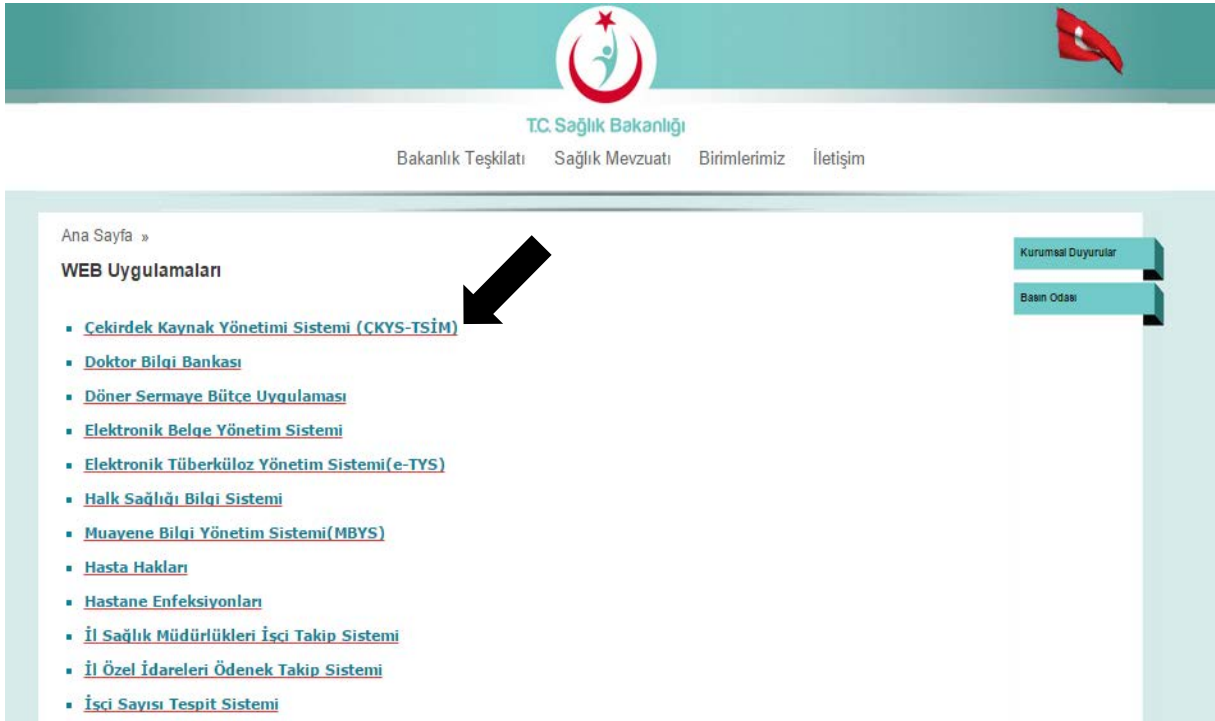 T.C. Sağlık Bakanlığı
Bakanlık Teşkilatı Sağlık Mevzuatı Birimlerimiz İletişim
Ana Sayfa »
WEB Uygulamaları
Çekirdek Kaynak Yönetimi Sistemi (ÇKYS-TSİM)
Doktor Bilgi Bankası
Döner Sermaye Bütçe Uygulaması
Elektronik Belge Yönetim Sistemi
Elektronik Tüberküloz Yönetim Sistemi(e-TYS)
Halk Sağlığı Bilgi Sistemi
Muayene Bilgi Yönetim Sistemi(MBYS)
Hasta Hakları
Hastane Enfeksiyonları
İl Sağlık Müdürlükleri İşçi Takip Sistemi
İl Özel İdareleri Ödenek Takip Sistemi
İşçi Sayısı Tespit Sistemi
Kurumsal Duyurular
Basın Odası